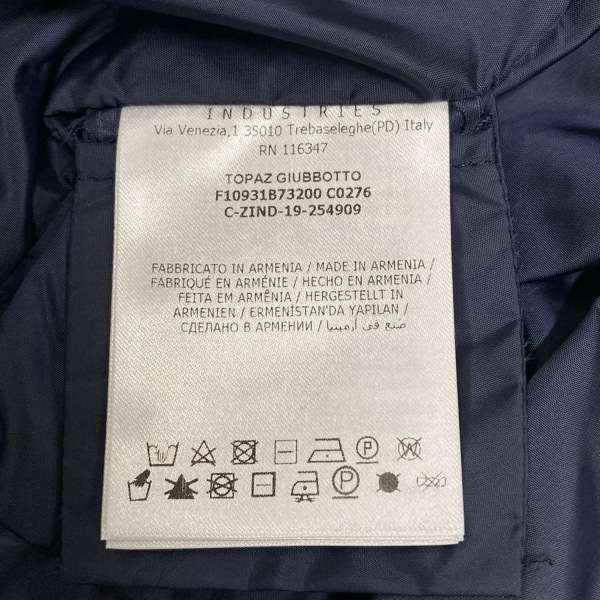 INDUSTRIES
Via Venezia,1 35010 Trebaseleghe(PD) Italy
RN 116347
TOPAZ GIUBBOTTO
F10931B73200 C0276
C-ZIND-19-254909
FABBRICATO IN ARMENIA / MADE IN ARMENIA /
FABRIQUÉ EN ARMÉNIE / HECHO EN ARMENIA /
FEITA EM ARMÊNIA / HERGESTELLT IN
ARMENIEN / ERMENİSTAN'DA YAPILAN /
СДЕЛАНО В АРМЕНИИ / صنع في أرمينيا
P W
P